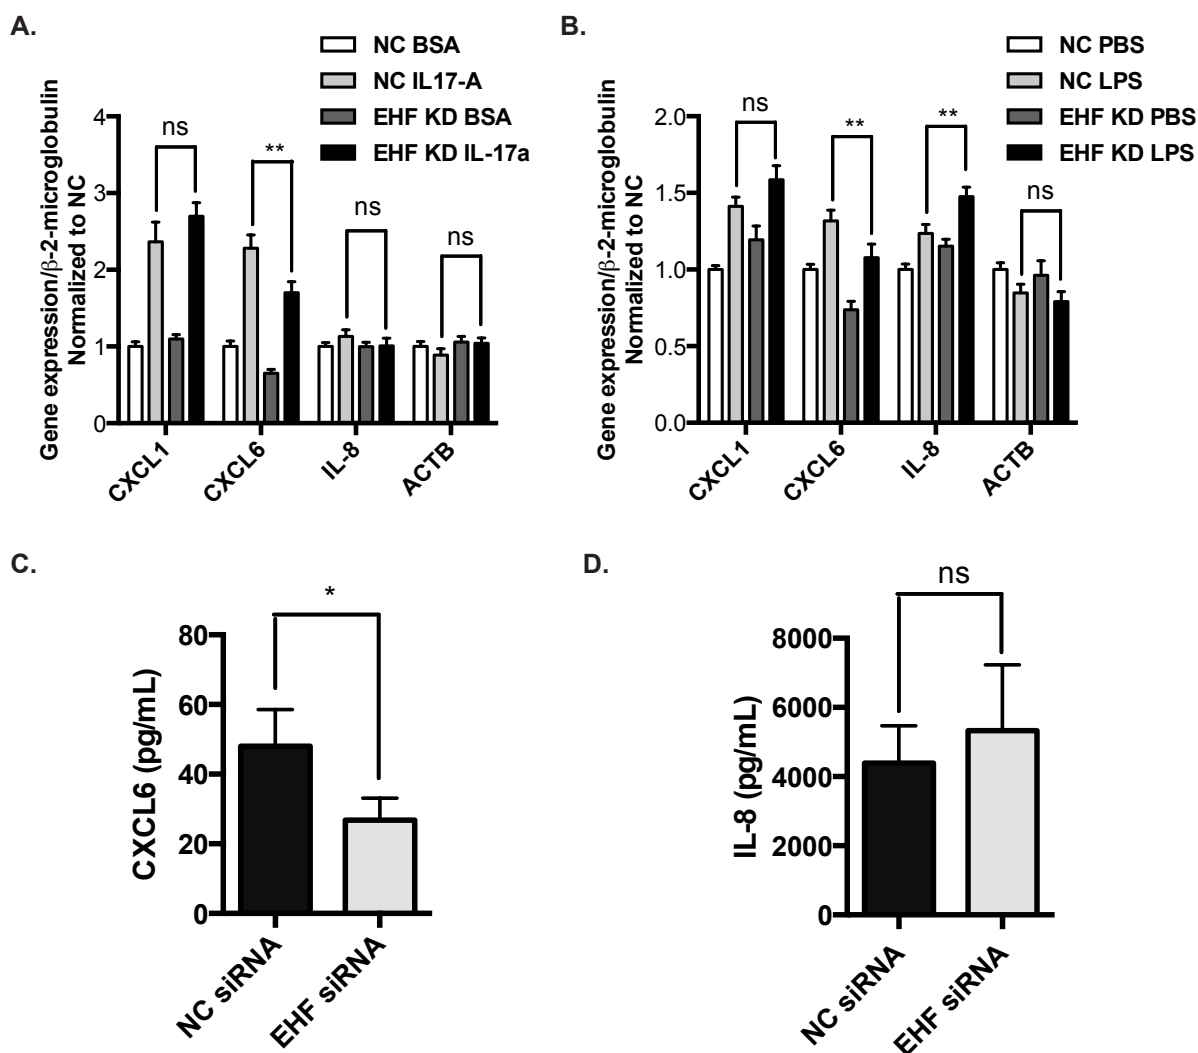 A.
NC BSA
NC IL17-A
EHF KD BSA
EHF KD IL-17a
Gene expression/β-2-microglobulin
Normalized to NC
4
3
2
1
0
ns
**
ns
ns
CXCL1
CXCL6
IL-8
ACTB
B.
NC PBS
NC LPS
EHF KD PBS
EHF KD LPS
Gene expression/β-2-microglobulin
Normalized to NC
2.0
1.5
1.0
0.5
0.0
ns
**
**
ns
CXCL1
CXCL6
IL-8
ACTB
C.
*
CXCL6 (pg/mL)
80
60
40
20
0
NC siRNA
EHF siRNA
D.
ns
IL-8 (pg/mL)
8000
6000
4000
2000
0
NC siRNA
EHF siRNA